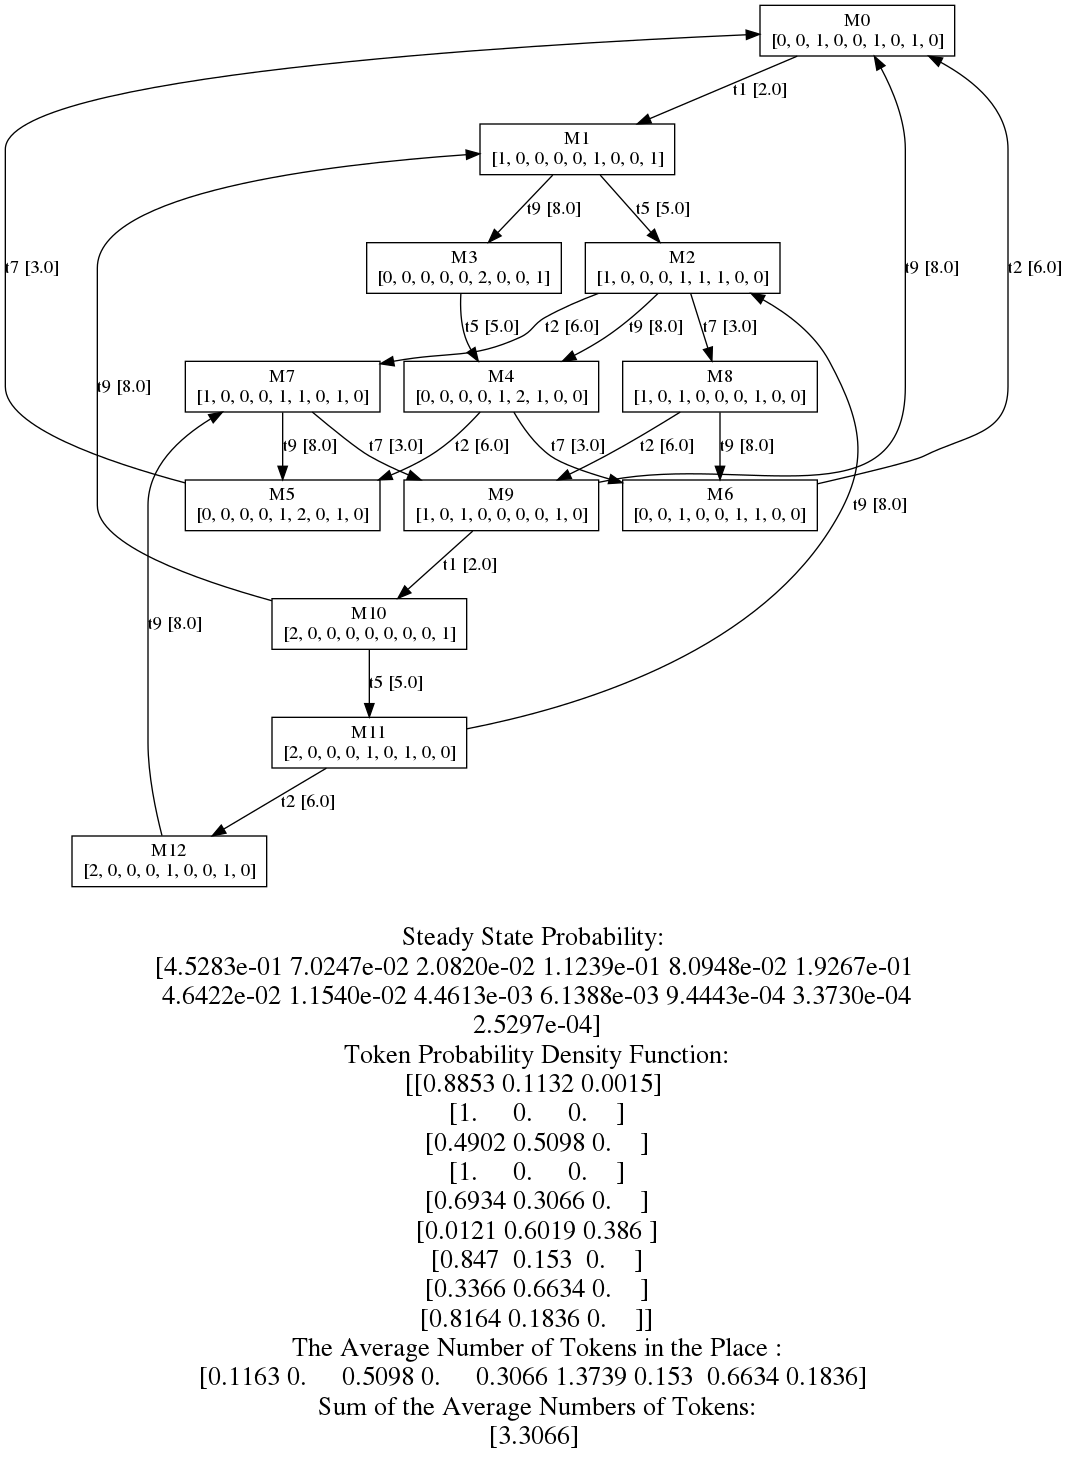 M0
[0, 0, 1, 0, 0, 1, 0, 1, 0]
t1 [2.0]
M1
[1, 0, 0, 0, 0, 1, 0, 0, 1]
t9 [8.0]
t5 [5.0]
M3
[0, 0, 0, 0, 0, 2, 0, 0, 1]
M2
[1, 0, 0, 0, 1, 1, 1, 0, 0]
t7 [3.0]
t9 [8.0]
t2 [6.0]
t5 [5.0]
t2 [6.0]
t9 [8.0]
t7 [3.0]
M7
[1, 0, 0, 0, 1, 1, 0, 1, 0]
M4
[0, 0, 0, 0, 1, 2, 1, 0, 0]
M8
[1, 0, 1, 0, 0, 0, 1, 0, 0]
t9 [8.0]
t9 [8.0]
t7 [3.0]
t2 [6.0]
t7 [3.0]
t2 [6.0]
t9 [8.0]
M5
[0, 0, 0, 0, 1, 2, 0, 1, 0]
M9
[1, 0, 1, 0, 0, 0, 0, 1, 0]
M6
[0, 0, 1, 0, 0, 1, 1, 0, 0]
t9 [8.0]
t1 [2.0]
M10
[2, 0, 0, 0, 0, 0, 0, 0, 1]
t9 [8.0]
t5 [5.0]
M11
[2, 0, 0, 0, 1, 0, 1, 0, 0]
t2 [6.0]
M12
[2, 0, 0, 0, 1, 0, 0, 1, 0]
Steady State Probability:
[4.5283e-01 7.0247e-02 2.0820e-02 1.1239e-01 8.0948e-02 1.9267e-01
4.6422e-02 1.1540e-02 4.4613e-03 6.1388e-03 9.4443e-04 3.3730e-04
2.5297e-04]
Token Probability Density Function:
[[0.8853 0.1132 0.0015]
[1. 0. 0. ]
[0.4902 0.5098 0. ]
[1. 0. 0. ]
[0.6934 0.3066 0. ]
[0.0121 0.6019 0.386 ]
[0.847 0.153 0. ]
[0.3366 0.6634 0. ]
[0.8164 0.1836 0. ]]
The Average Number of Tokens in the Place :
[0.1163 0. 0.5098 0. 0.3066 1.3739 0.153 0.6634 0.1836]
Sum of the Average Numbers of Tokens:
[3.3066]